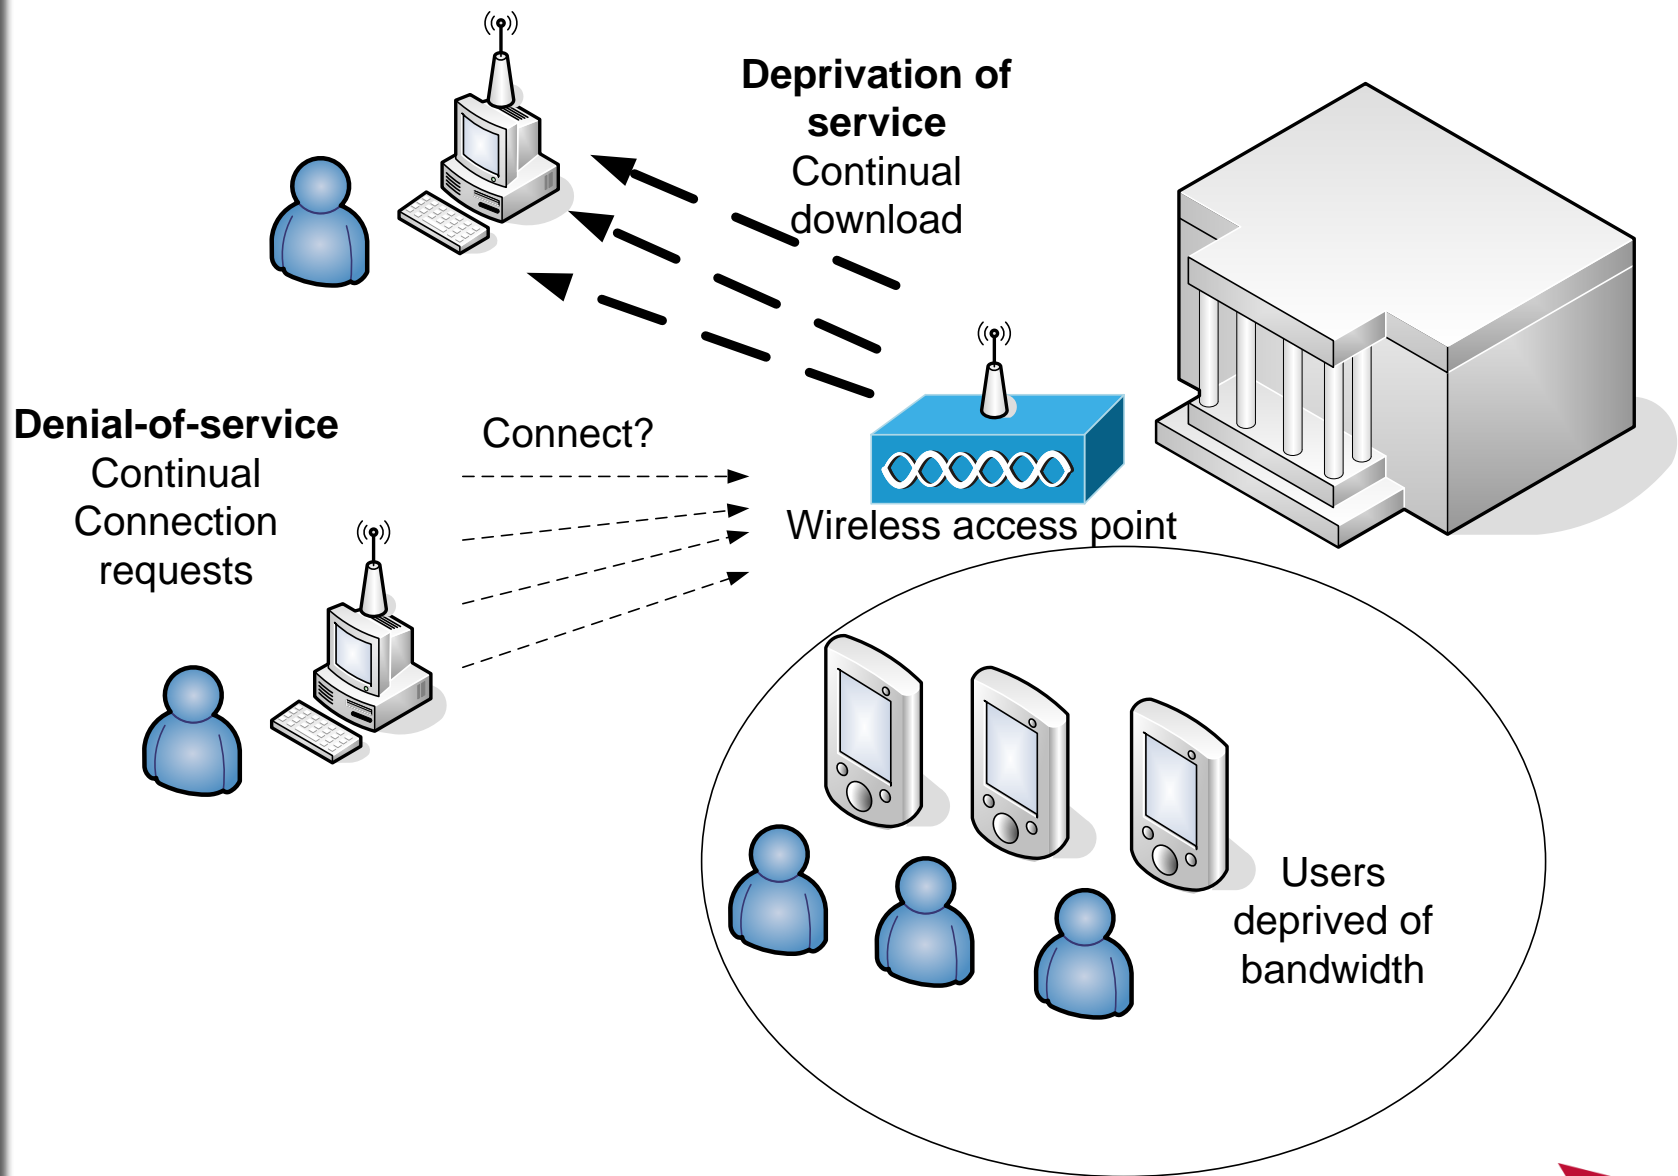 Deprivation of
service
Continual
download
Denial-of-service
Continual
Connection
requests
Connect?
Wireless access point
Users
deprived of
bandwidth